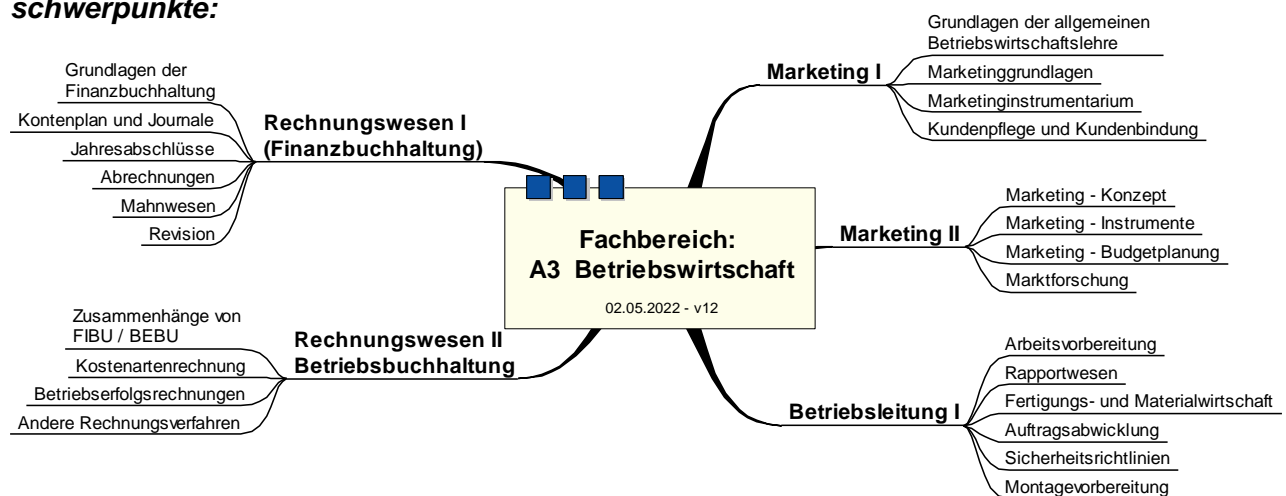 schwerpunkte:
Grundlagen der
Finanzbuchhaltung
Kontenplan und Journale
Jahresabschlüsse
Abrechnungen
Mahnwesen
Revision
Rechnungswesen I
(Finanzbuchhaltung)
Zusammenhänge von
FIBU / BEBU
Kostenartenrechnung
Betriebserfolgsrechnungen
Andere Rechnungsverfahren
Rechnungswesen II
Betriebsbuchhaltung
Fachbereich:
A3 Betriebswirtschaft
02.05.2022 - v12
Marketing I
Grundlagen der allgemeinen
Betriebswirtschaftslehre
Marketinggrundlagen
Marketinginstrumentarium
Kundenpflege und Kundenbindung
Marketing II
Marketing - Konzept
Marketing - Instrumente
Marketing - Budgetplanung
Marktforschung
Betriebsleitung I
Arbeitsvorbereitung
Rapportwesen
Fertigungs- und Materialwirtschaft
Auftragsabwicklung
Sicherheitsrichtlinien
Montagevorbereitung